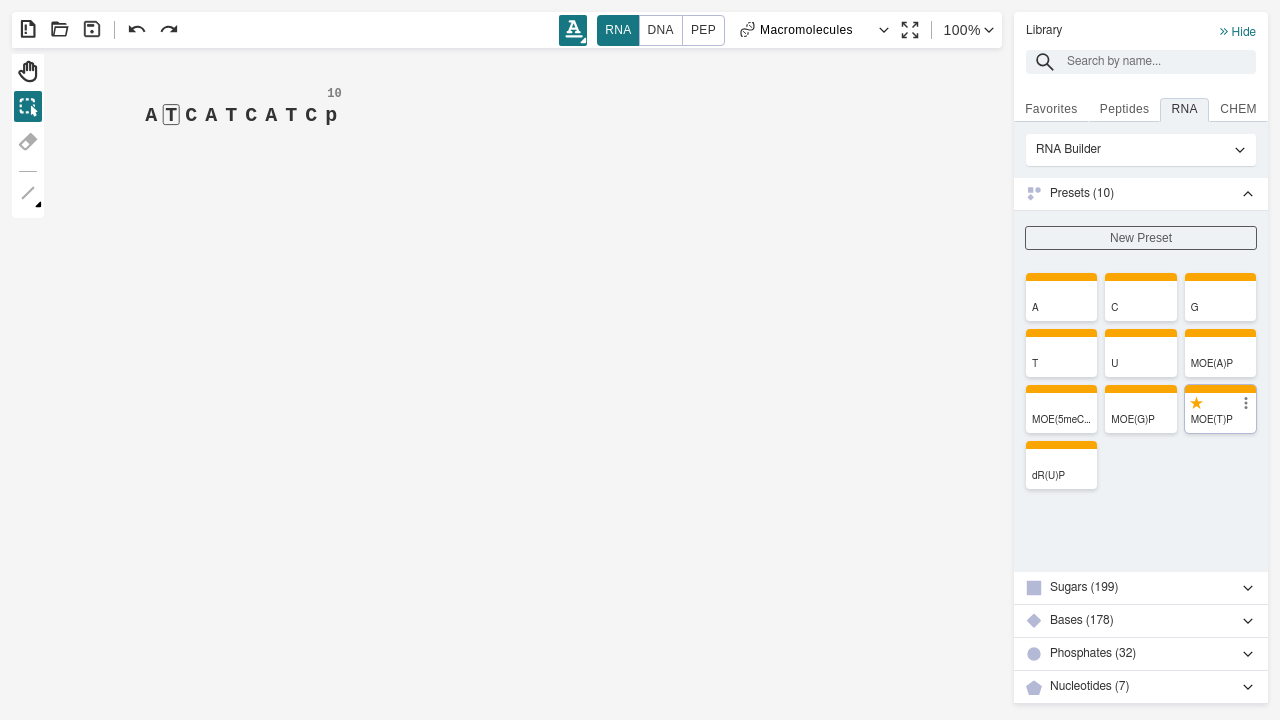 A
RNA DNA PEP
Macromolecules
100%
10
A T C A T C A T C p
Library
Hide
Search by name...
Favorites Peptides RNA CHEM
RNA Builder
Presets (10)
New Preset
A C G
T U MOE(A)P
MOE(5meC... MOE(G)P MOE(T)P
dR(U)P
Sugars (199)
Bases (178)
Phosphates (32)
Nucleotides (7)